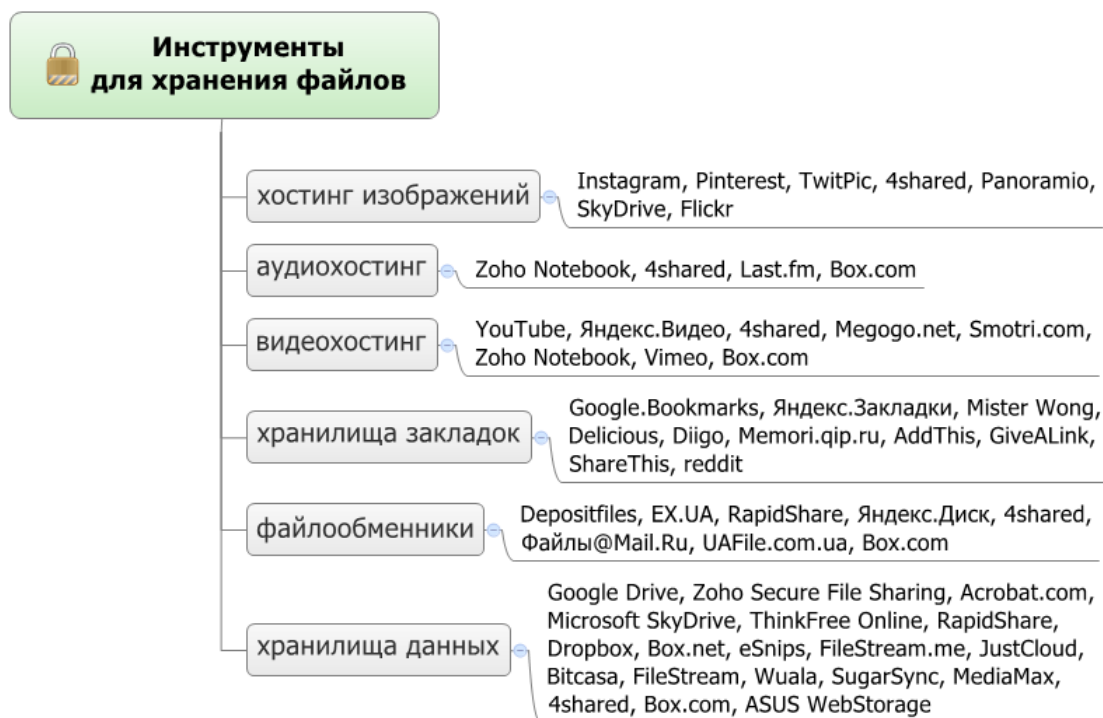 Инструменты
для хранения файлов
хостинг изображений
Instagram, Pinterest, TwitPic, 4shared, Panoramio,
SkyDrive, Flickr
аудиохостинг
Zoho Notebook, 4shared, Last.fm, Box.com
видеохостинг
YouTube, Яндекс.Видео, 4shared, Megogo.net, Smotri.com,
Zoho Notebook, Vimeo, Box.com
хранилища закладок
Google.Bookmarks, Яндекс.Закладки, Mister Wong,
Delicious, Diigo, Memori.qip.ru, AddThis, GiveALink,
ShareThis, reddit
файлообменники
Depositfiles, EX.UA, RapidShare, Яндекс.Диск, 4shared,
Файлы@Mail.Ru, UAFile.com.ua, Box.com
хранилища данных
Google Drive, Zoho Secure File Sharing, Acrobat.com,
Microsoft SkyDrive, ThinkFree Online, RapidShare,
Dropbox, Box.net, eSnips, FileStream.me, JustCloud,
Bitcasa, FileStream, Wuala, SugarSync, MediaMax,
4shared, Box.com, ASUS WebStorage